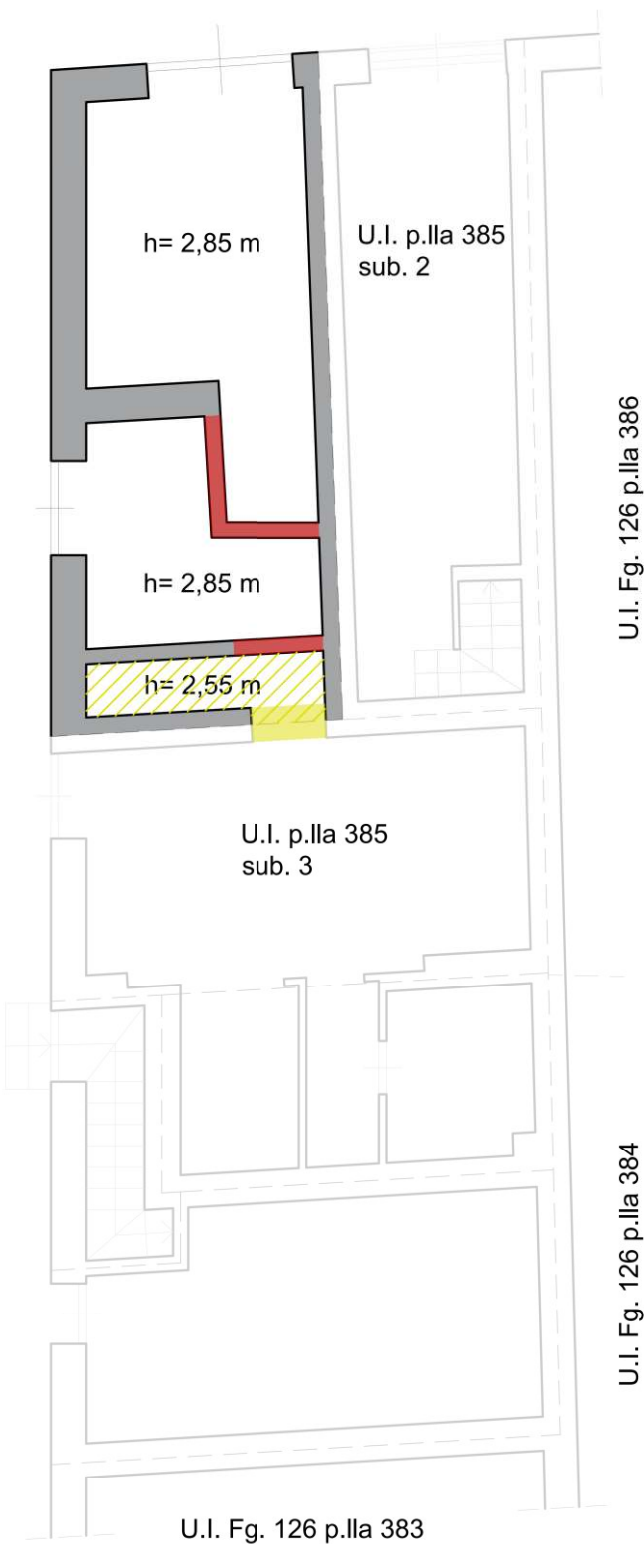 h= 2,85 m
U.I. p.lla 385
sub. 2
U.I. Fg. 126 p.lla 386
h= 2,85 m
h= 2,55 m
U.I. p.lla 385
sub. 3
U.I. Fg. 126 p.lla 384
U.I. Fg. 126 p.lla 383